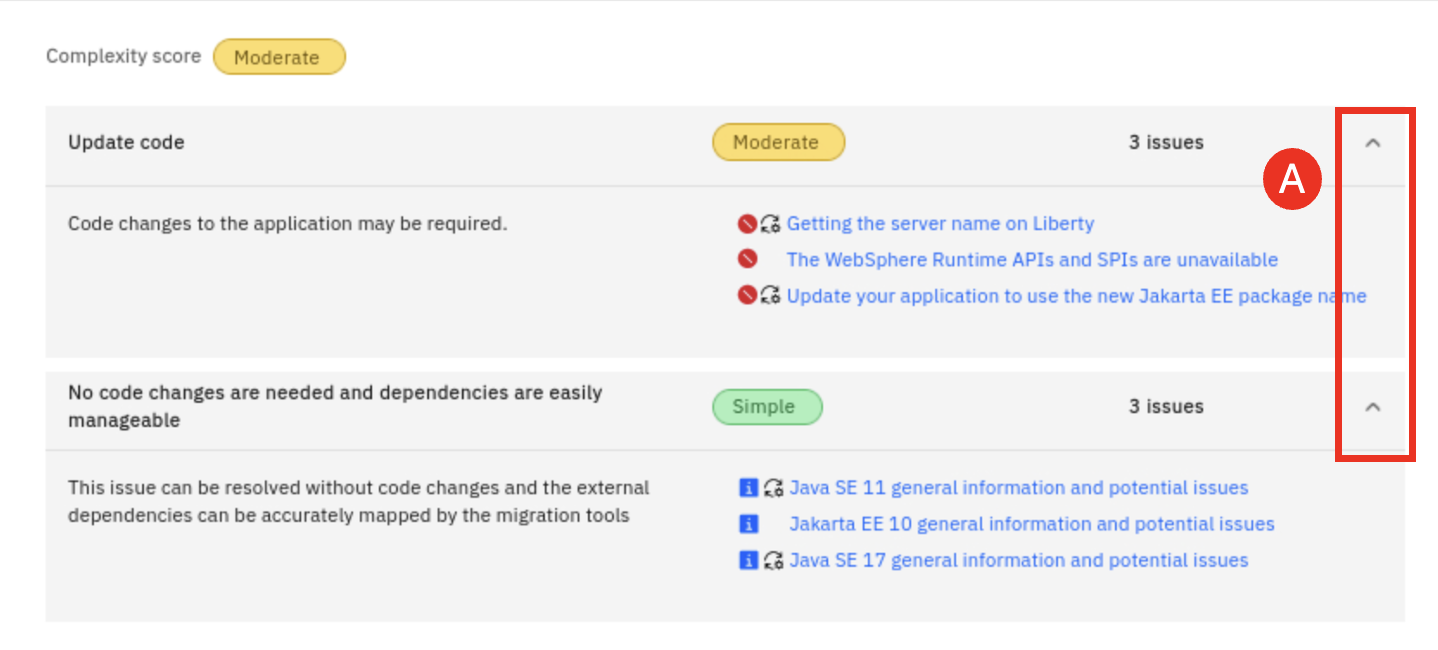 Complexity score Moderate
Update code Moderate 3 issues
A
Code changes to the application may be required.
Getting the server name on Liberty
The WebSphere Runtime APIs and SPIs are unavailable
Update your application to use the new Jakarta EE package name
No code changes are needed and dependencies are easily
manageable
Simple 3 issues
This issue can be resolved without code changes and the external
dependencies can be accurately mapped by the migration tools
i Java SE 11 general information and potential issues
i Jakarta EE 10 general information and potential issues
i Java SE 17 general information and potential issues